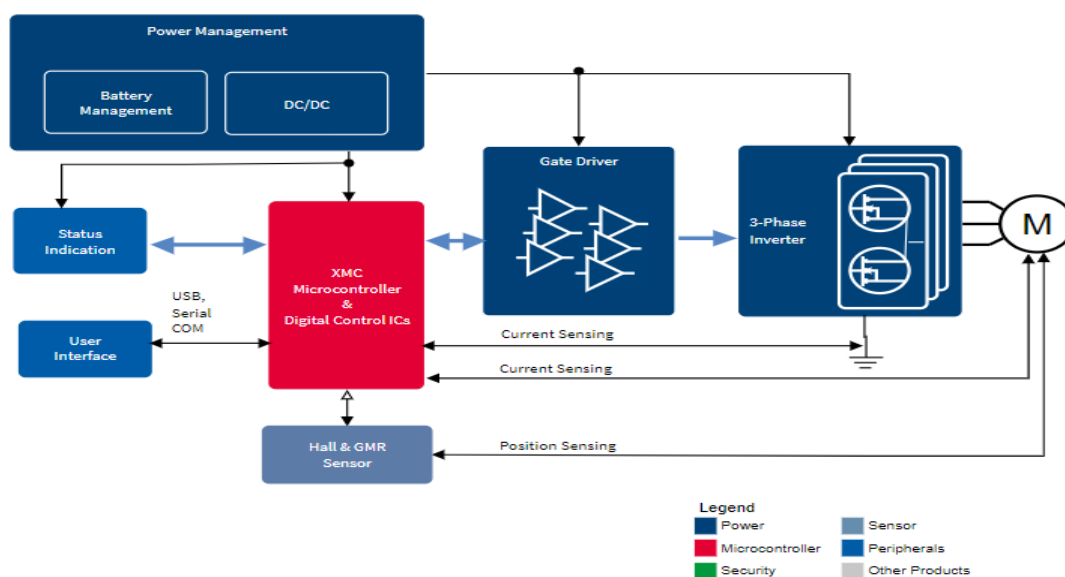 Power Management
Battery
Management
DC/DC
Gate Driver
3-Phase
Inverter
M
Status
Indication
XMC
Microcontroller
&
Digital Control ICs
USB,
Serial
COM
User
Interface
Current Sensing
Current Sensing
Hall & GMR
Sensor
Position Sensing
Legend
Power
Sensor
Microcontroller
Peripherals
Security
Other Products